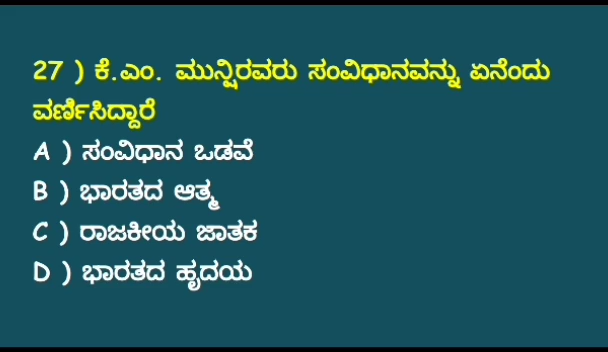 27 ) ಕೆ.ಎಂ. ಮುನ್ಷಿರವರು ಸಂವಿಧಾನವನ್ನು ಏನೆಂದು
ವರ್ಣಿಸಿದ್ದಾರೆ
A ) ಸಂವಿಧಾನ ಒಡವೆ
B ) ಭಾರತದ ಆತ್ಮ
C ) ರಾಜಕೀಯ ಜಾತಕ
D ) ಭಾರತದ ಹೃದಯ